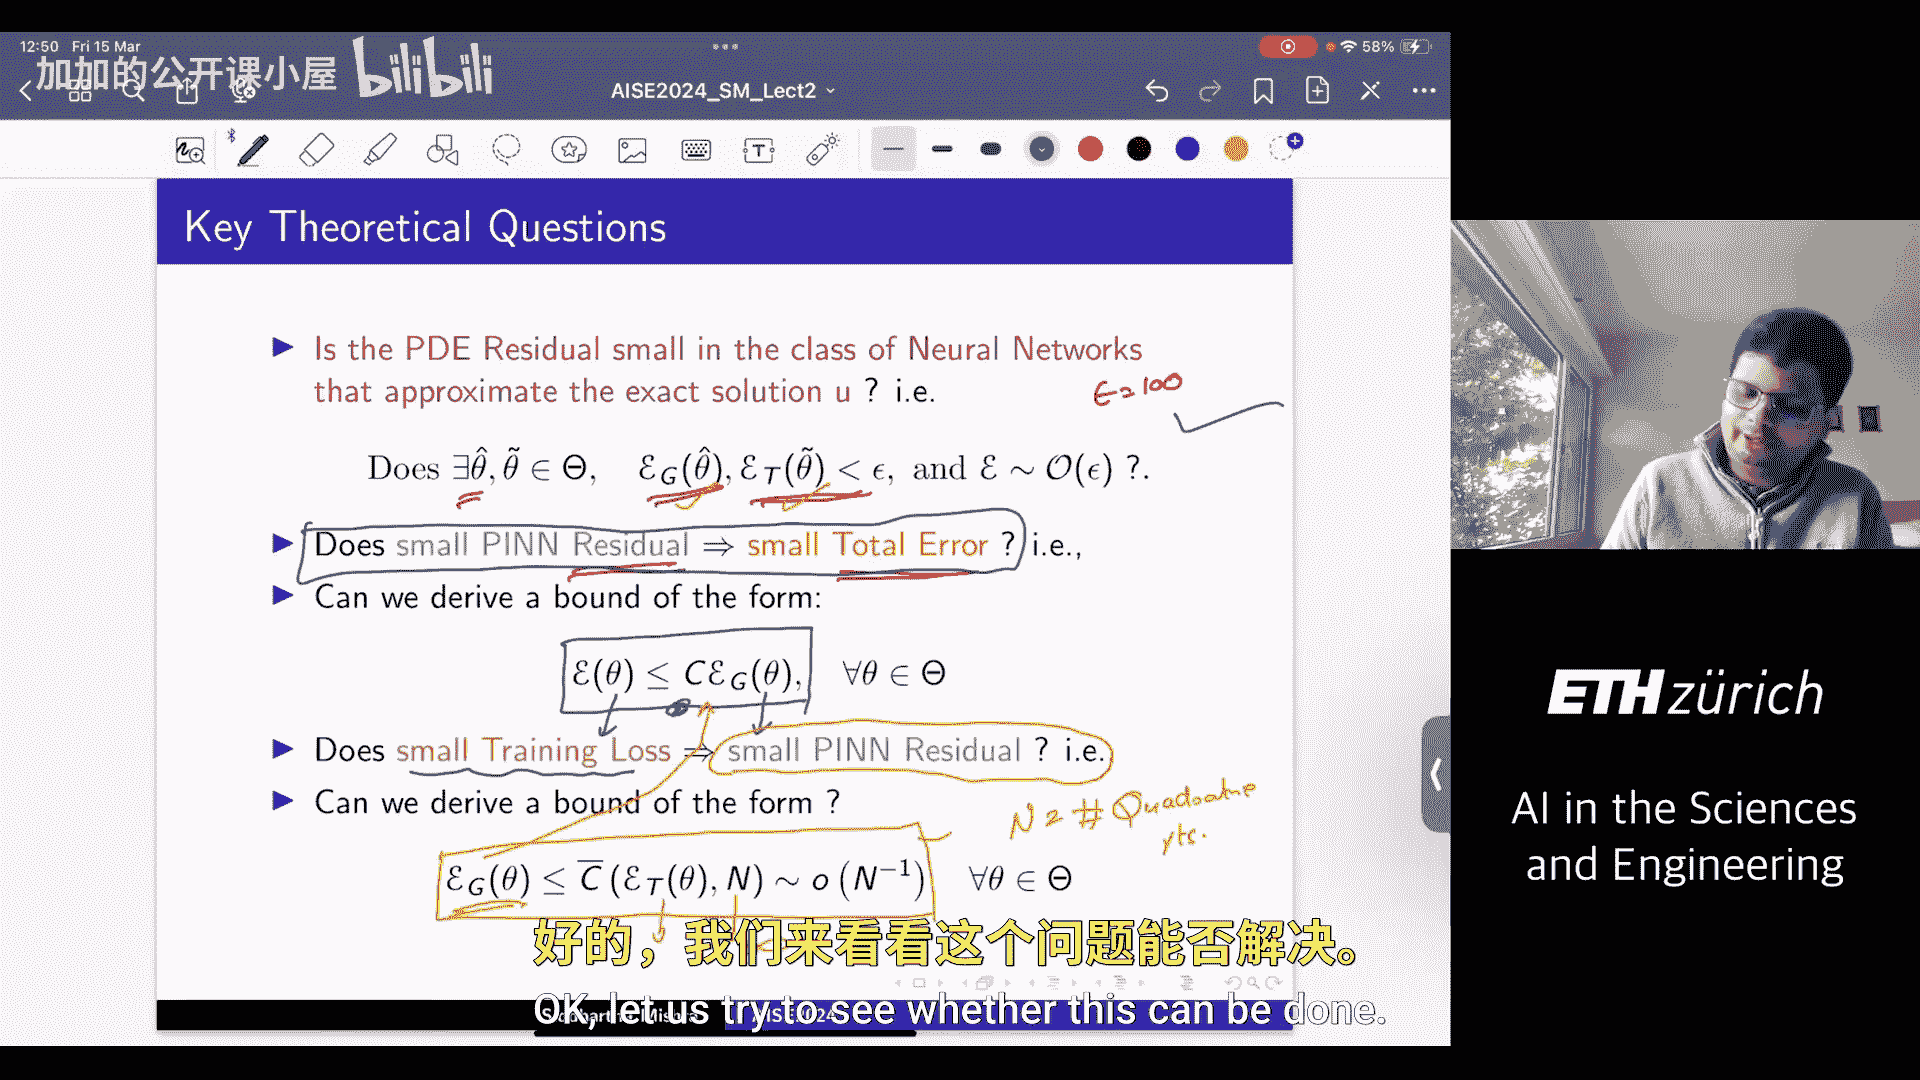 12:50 Fri 15 Mar
58%
加加的公开课小屋 bilibili
AISE2024_SM_Lect2
T
Key Theoretical Questions
▶ Is the PDE Residual small in the class of Neural Networks
that approximate the exact solution u ? i.e.
ϵ=100
Does ∃θ̂, θ̃ ∈ Θ, ℰ_G(θ̂), ℰ_T(θ̃) < ϵ, and ℰ ∼ 𝒪(ϵ) ?.
▶ Does small PINN Residual ⇒ small Total Error ? i.e.,
▶ Can we derive a bound of the form:
ℰ(θ) ≤ Cℰ_G(θ), ∀θ ∈ Θ
▶ Does small Training Loss ⇒ small PINN Residual ? i.e.
▶ Can we derive a bound of the form ?
N = # Quadrature
pts.
ℰ_G(θ) ≤ C̅ (ℰ_T(θ), N) ∼ o (N⁻¹) ∀θ ∈ Θ
好的，我们来看看这个问题能否解决。
OK, let us try to see whether this can be done.
AISE2024
ETH zürich
AI in the Sciences
and Engineering